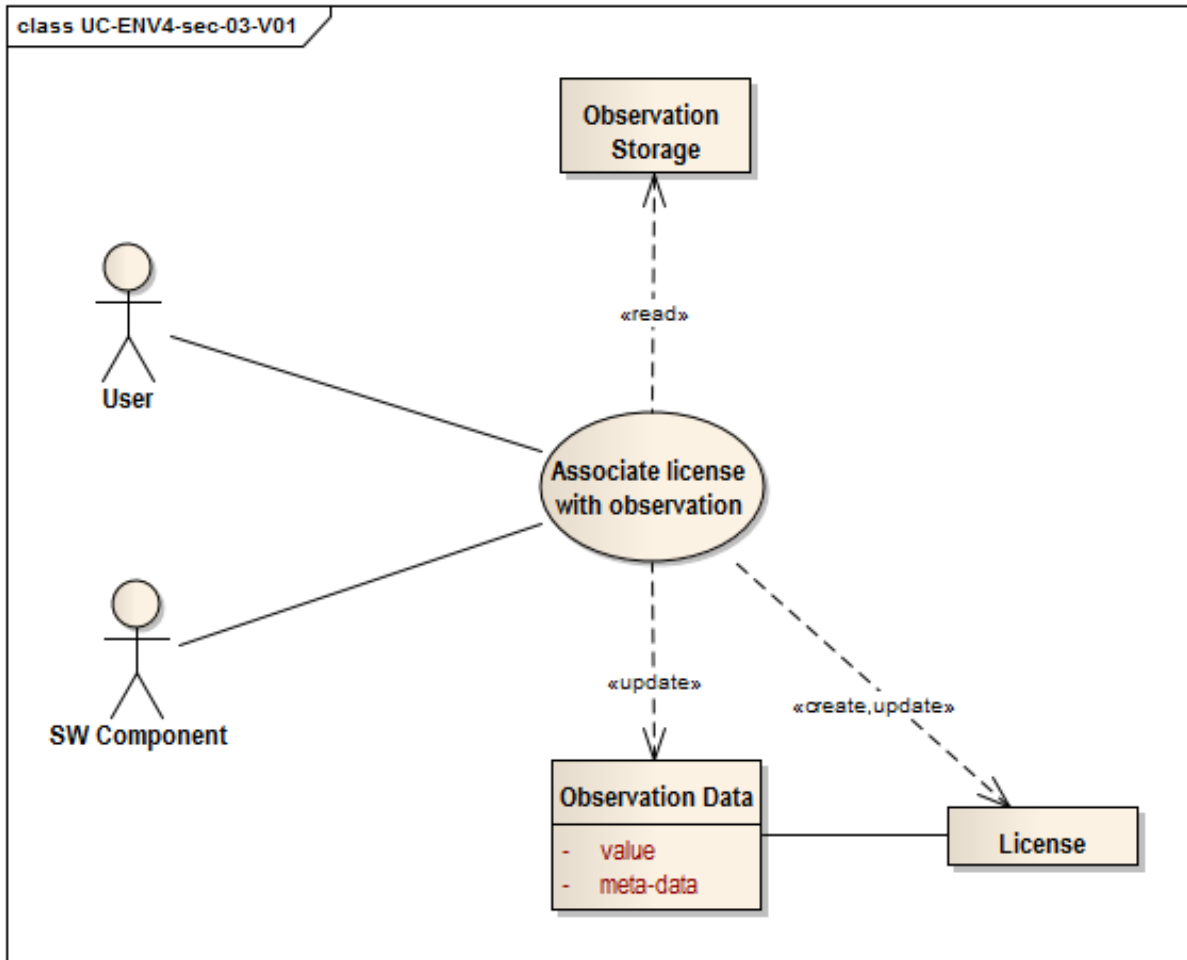 class UC-ENV4-sec-03-V01
Observation
Storage
«read»
User
Associate license
with observation
SW Component
«update»
«create,update»
Observation Data
- value
- meta-data
License